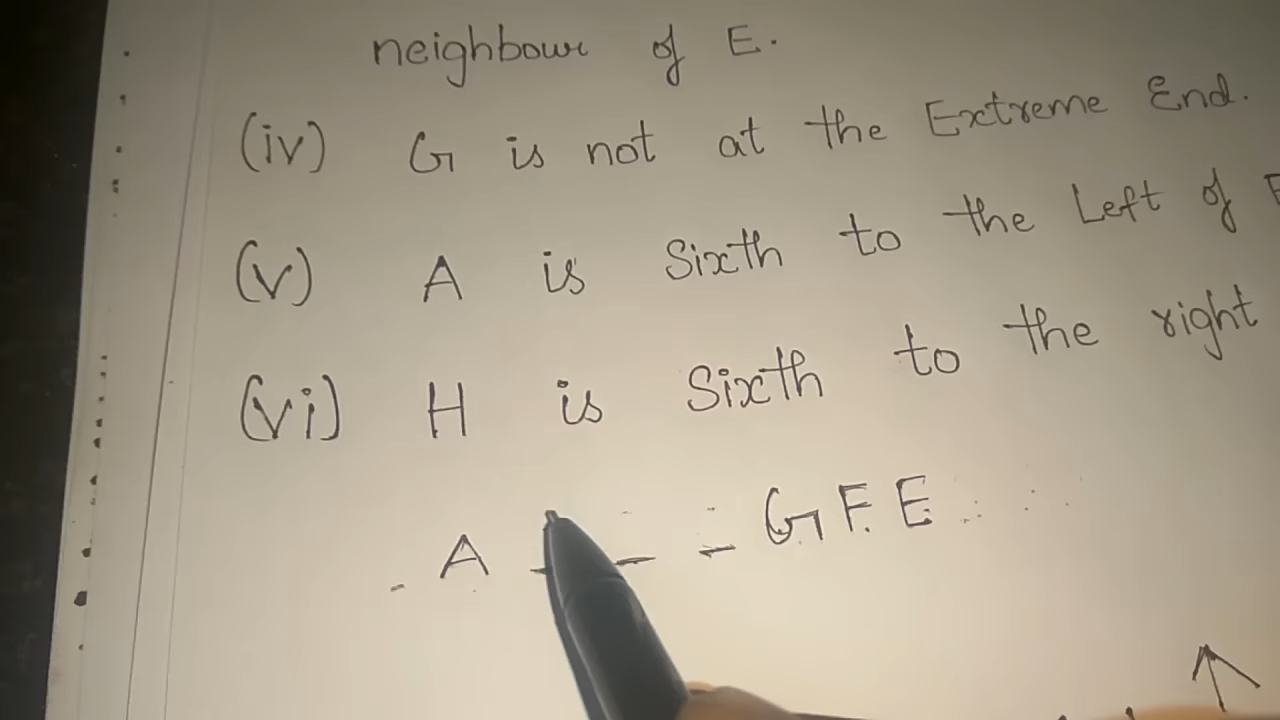 neighbour of E.
(iv) G is not at the Extreme End.
(v) A is Sixth to the Left of
(vi) H is Sixth to the right
- A _ _ _ G F E